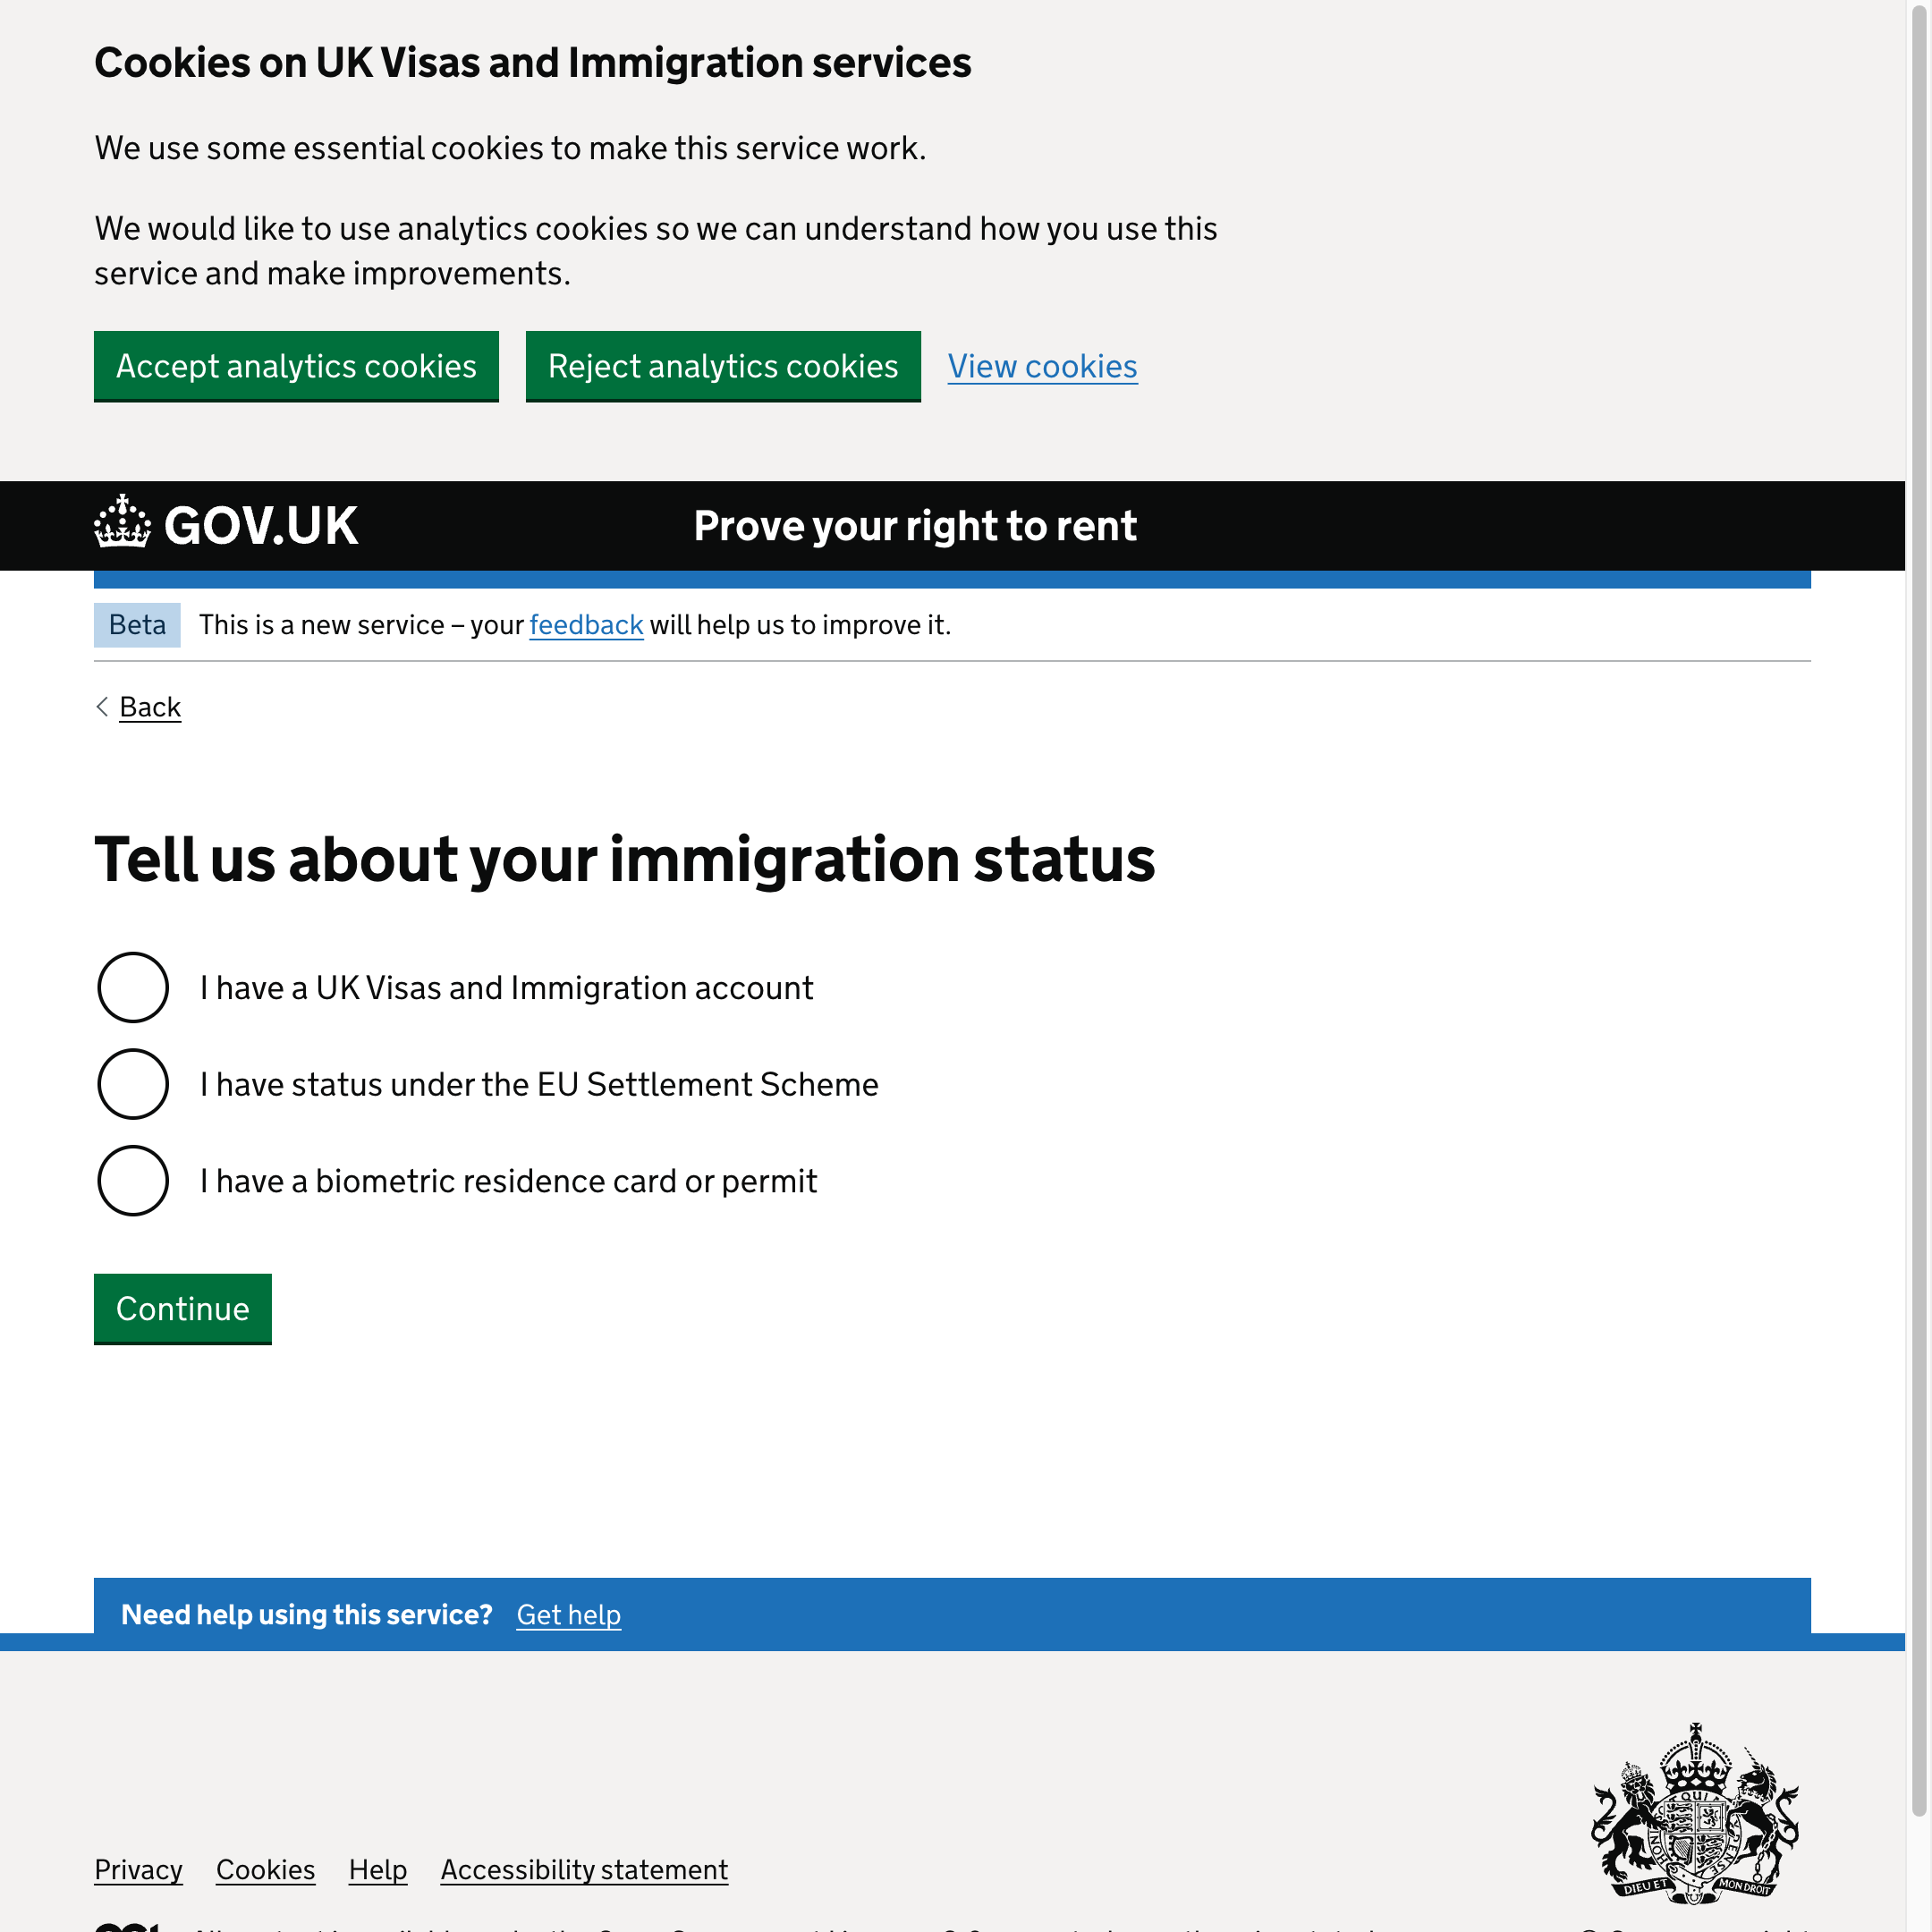 Cookies on UK Visas and Immigration services
We use some essential cookies to make this service work.
We would like to use analytics cookies so we can understand how you use this
service and make improvements.
Accept analytics cookies Reject analytics cookies View cookies
GOV.UK Prove your right to rent
Beta This is a new service – your feedback will help us to improve it.
Back
Tell us about your immigration status
I have a UK Visas and Immigration account
I have status under the EU Settlement Scheme
I have a biometric residence card or permit
Continue
Need help using this service? Get help
DIEU ET MON DROIT
Privacy Cookies Help Accessibility statement